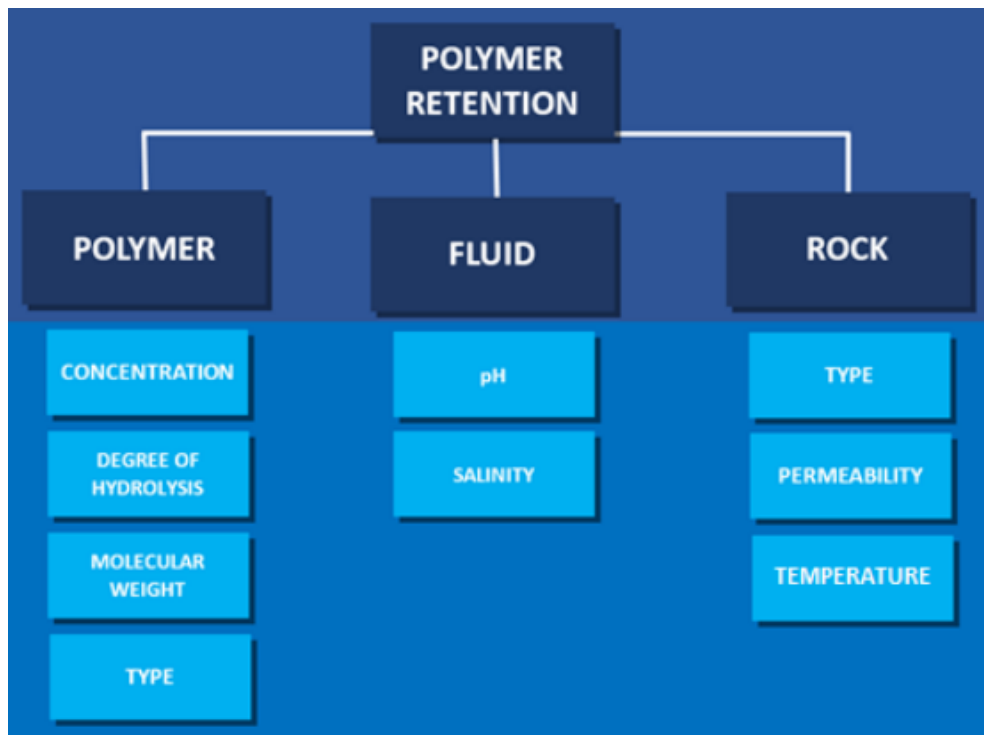 POLYMER
RETENTION
POLYMER
FLUID
ROCK
CONCENTRATION
DEGREE OF
HYDROLYSIS
MOLECULAR
WEIGHT
TYPE
pH
SALINITY
TYPE
PERMEABILITY
TEMPERATURE